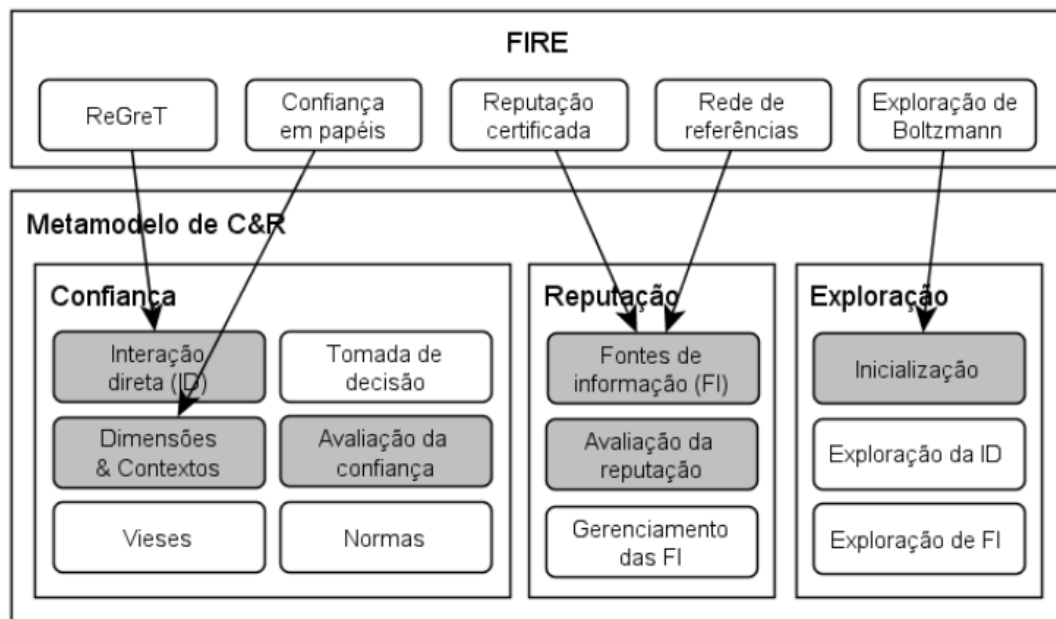 FIRE
ReGreT
Confiança
em papéis
Reputação
certificada
Rede de
referências
Exploração de
Boltzmann
Metamodelo de C&R
Confiança
Interação
direta (ID)
Tomada de
decisão
Dimensões
& Contextos
Avaliação da
confiança
Vieses
Normas
Reputação
Fontes de
informação (FI)
Avaliação da
reputação
Gerenciamento
das FI
Exploração
Inicialização
Exploração da ID
Exploração de FI